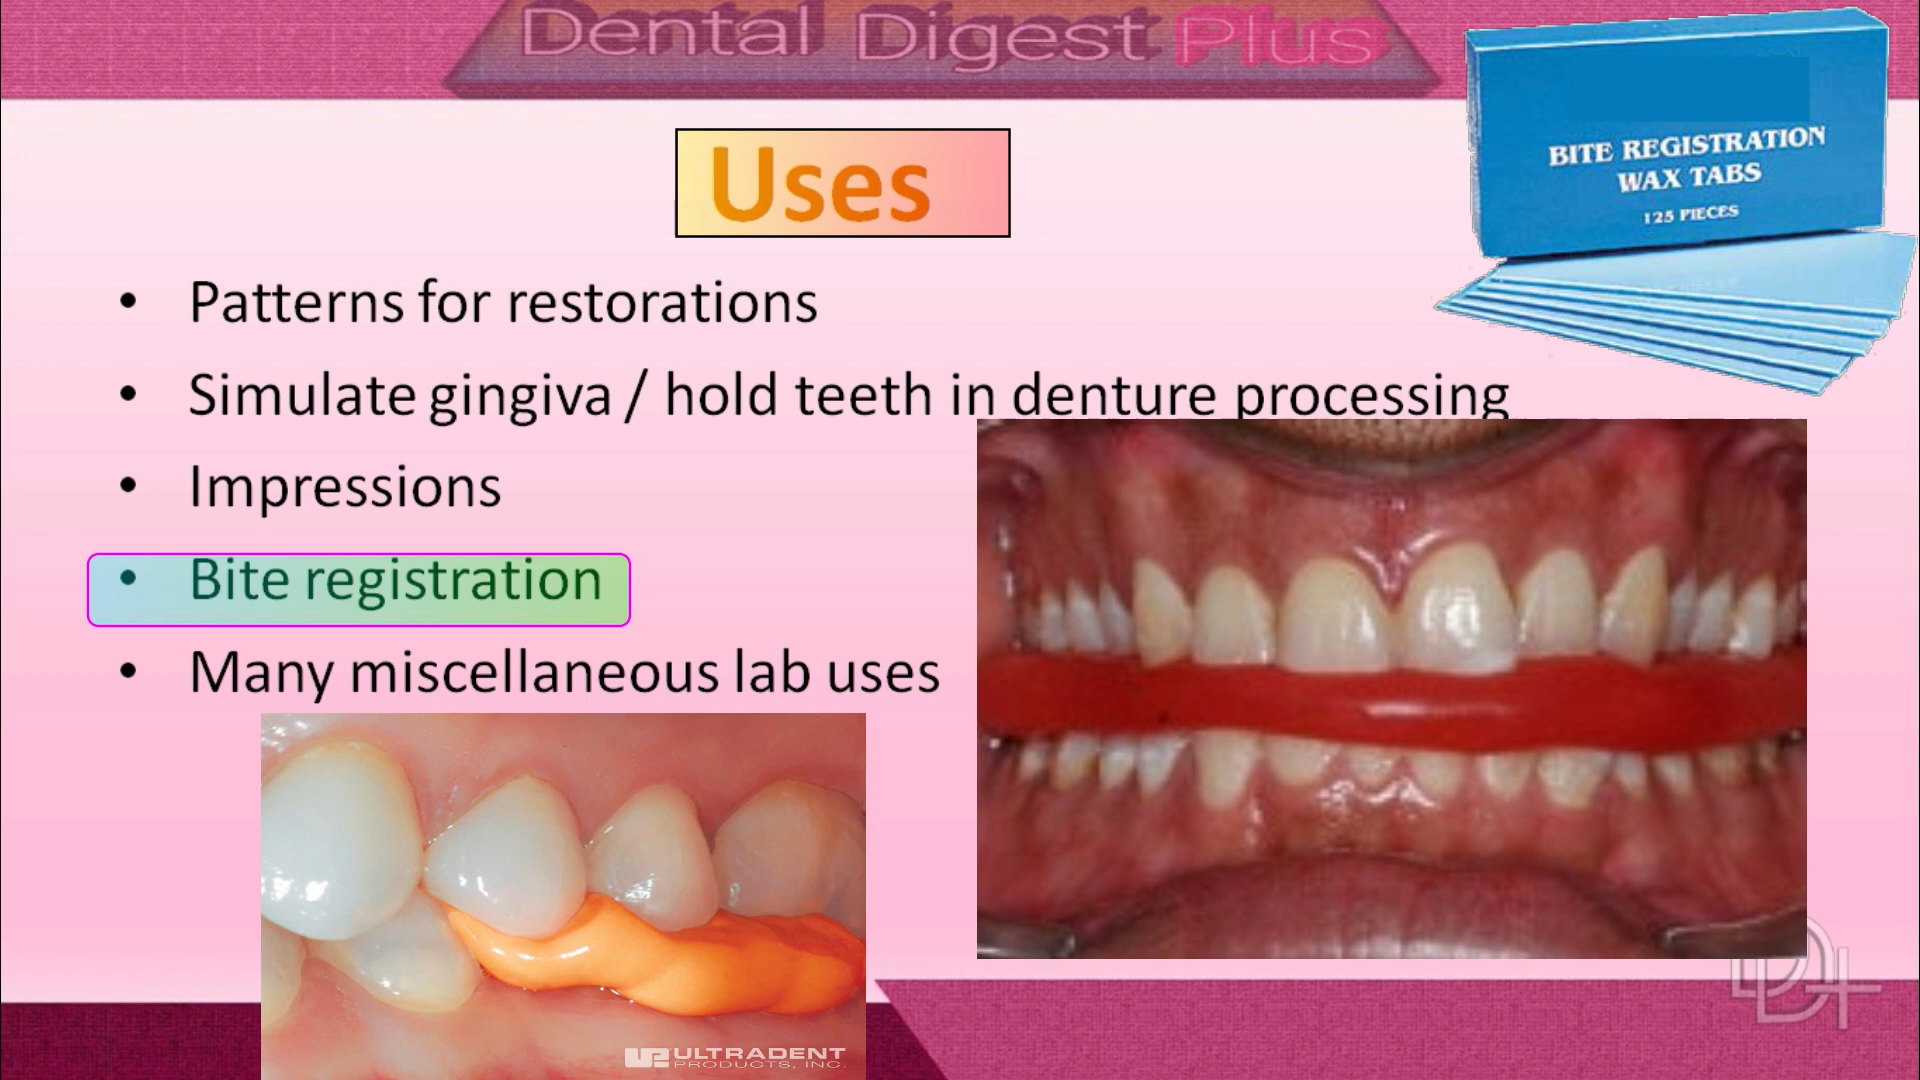 Dental Digest Plus
BITE REGISTRATION
WAX TABS
125 PIECES
Uses
• Patterns for restorations
• Simulate gingiva / hold teeth in denture processing
• Impressions
• Bite registration
• Many miscellaneous lab uses
ULTRADENT
PRODUCTS, INC.
DD+